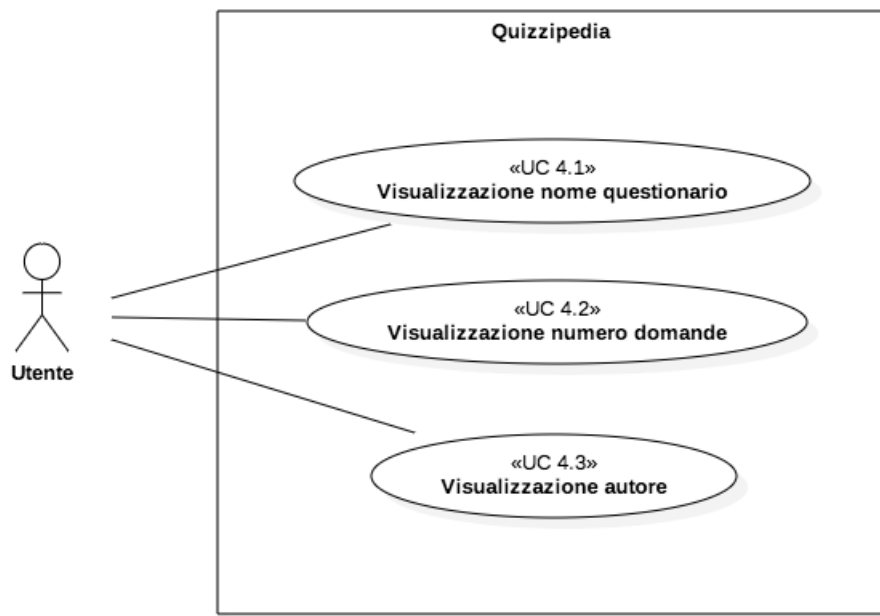 Quizzipedia
«UC 4.1»
Visualizzazione nome questionario
«UC 4.2»
Visualizzazione numero domande
Utente
«UC 4.3»
Visualizzazione autore